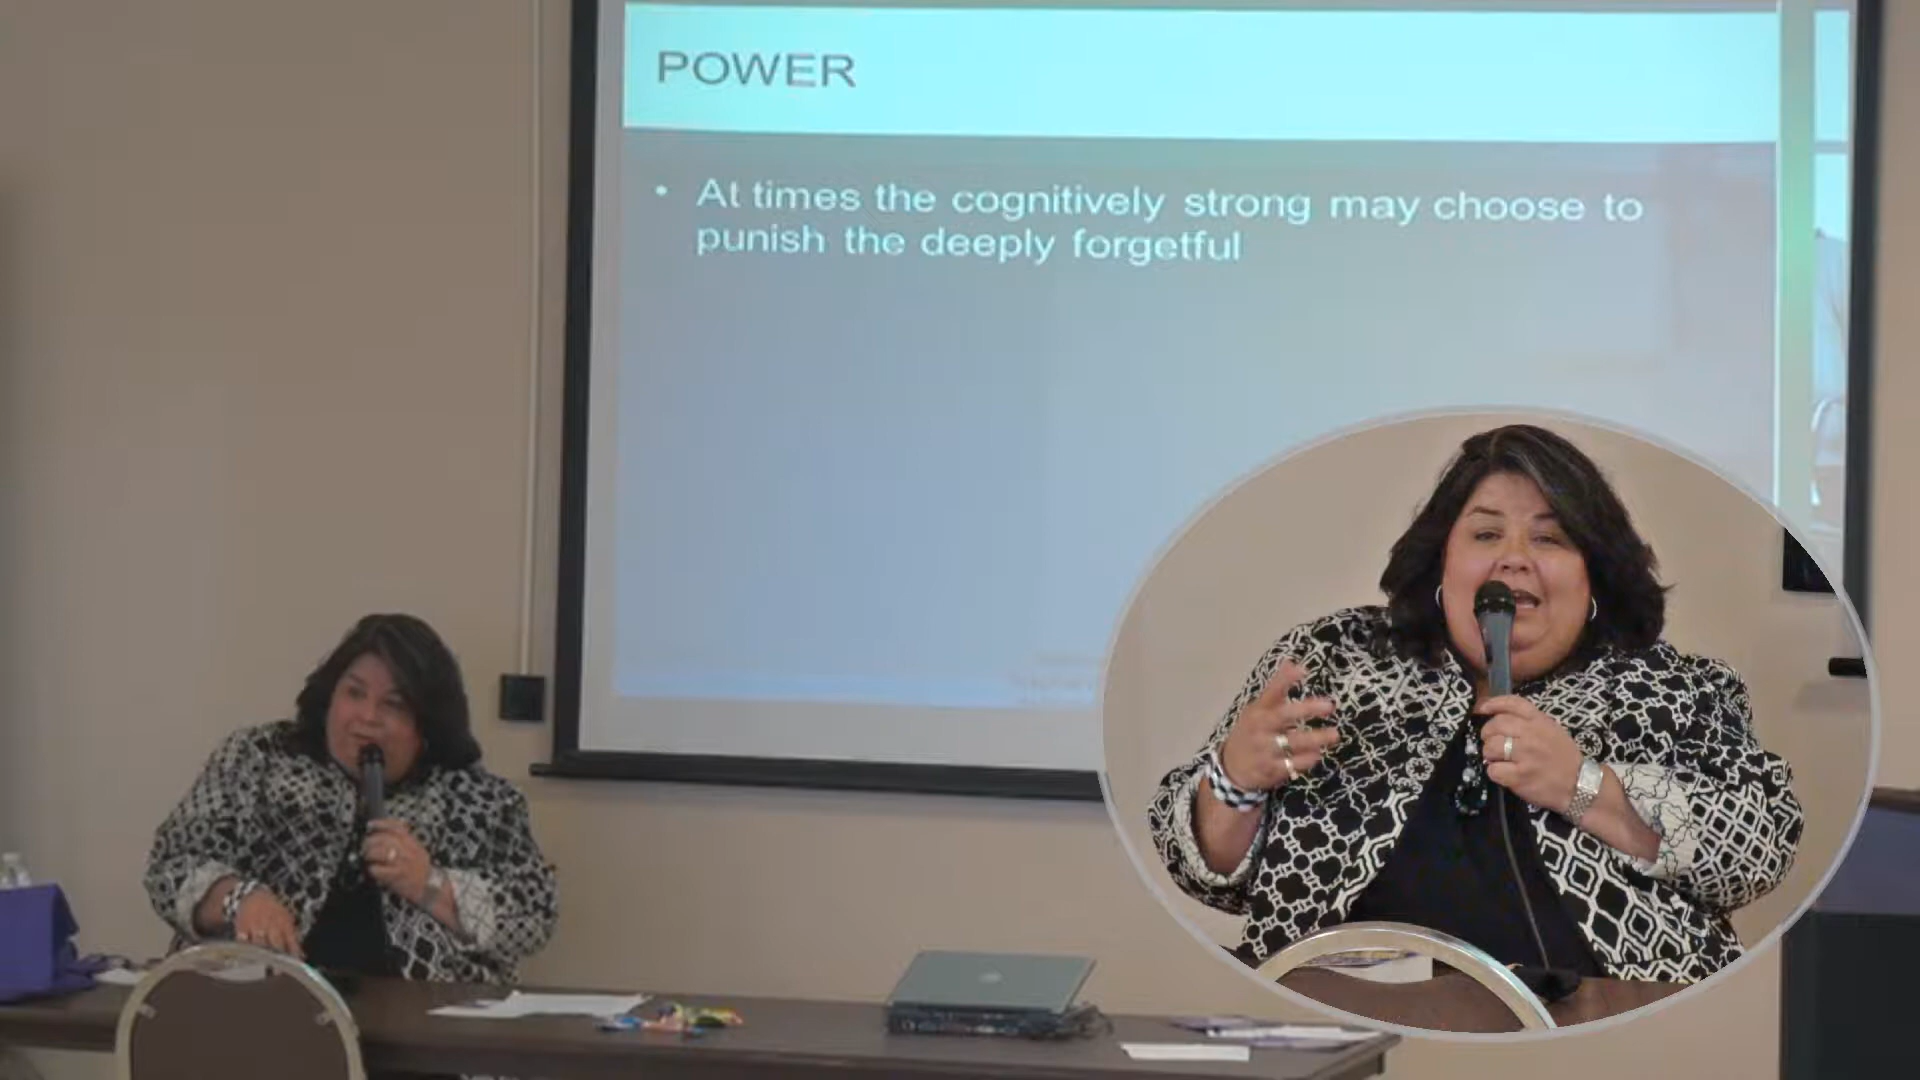 POWER
• At times the cognitively strong may choose to
punish the deeply forgetful